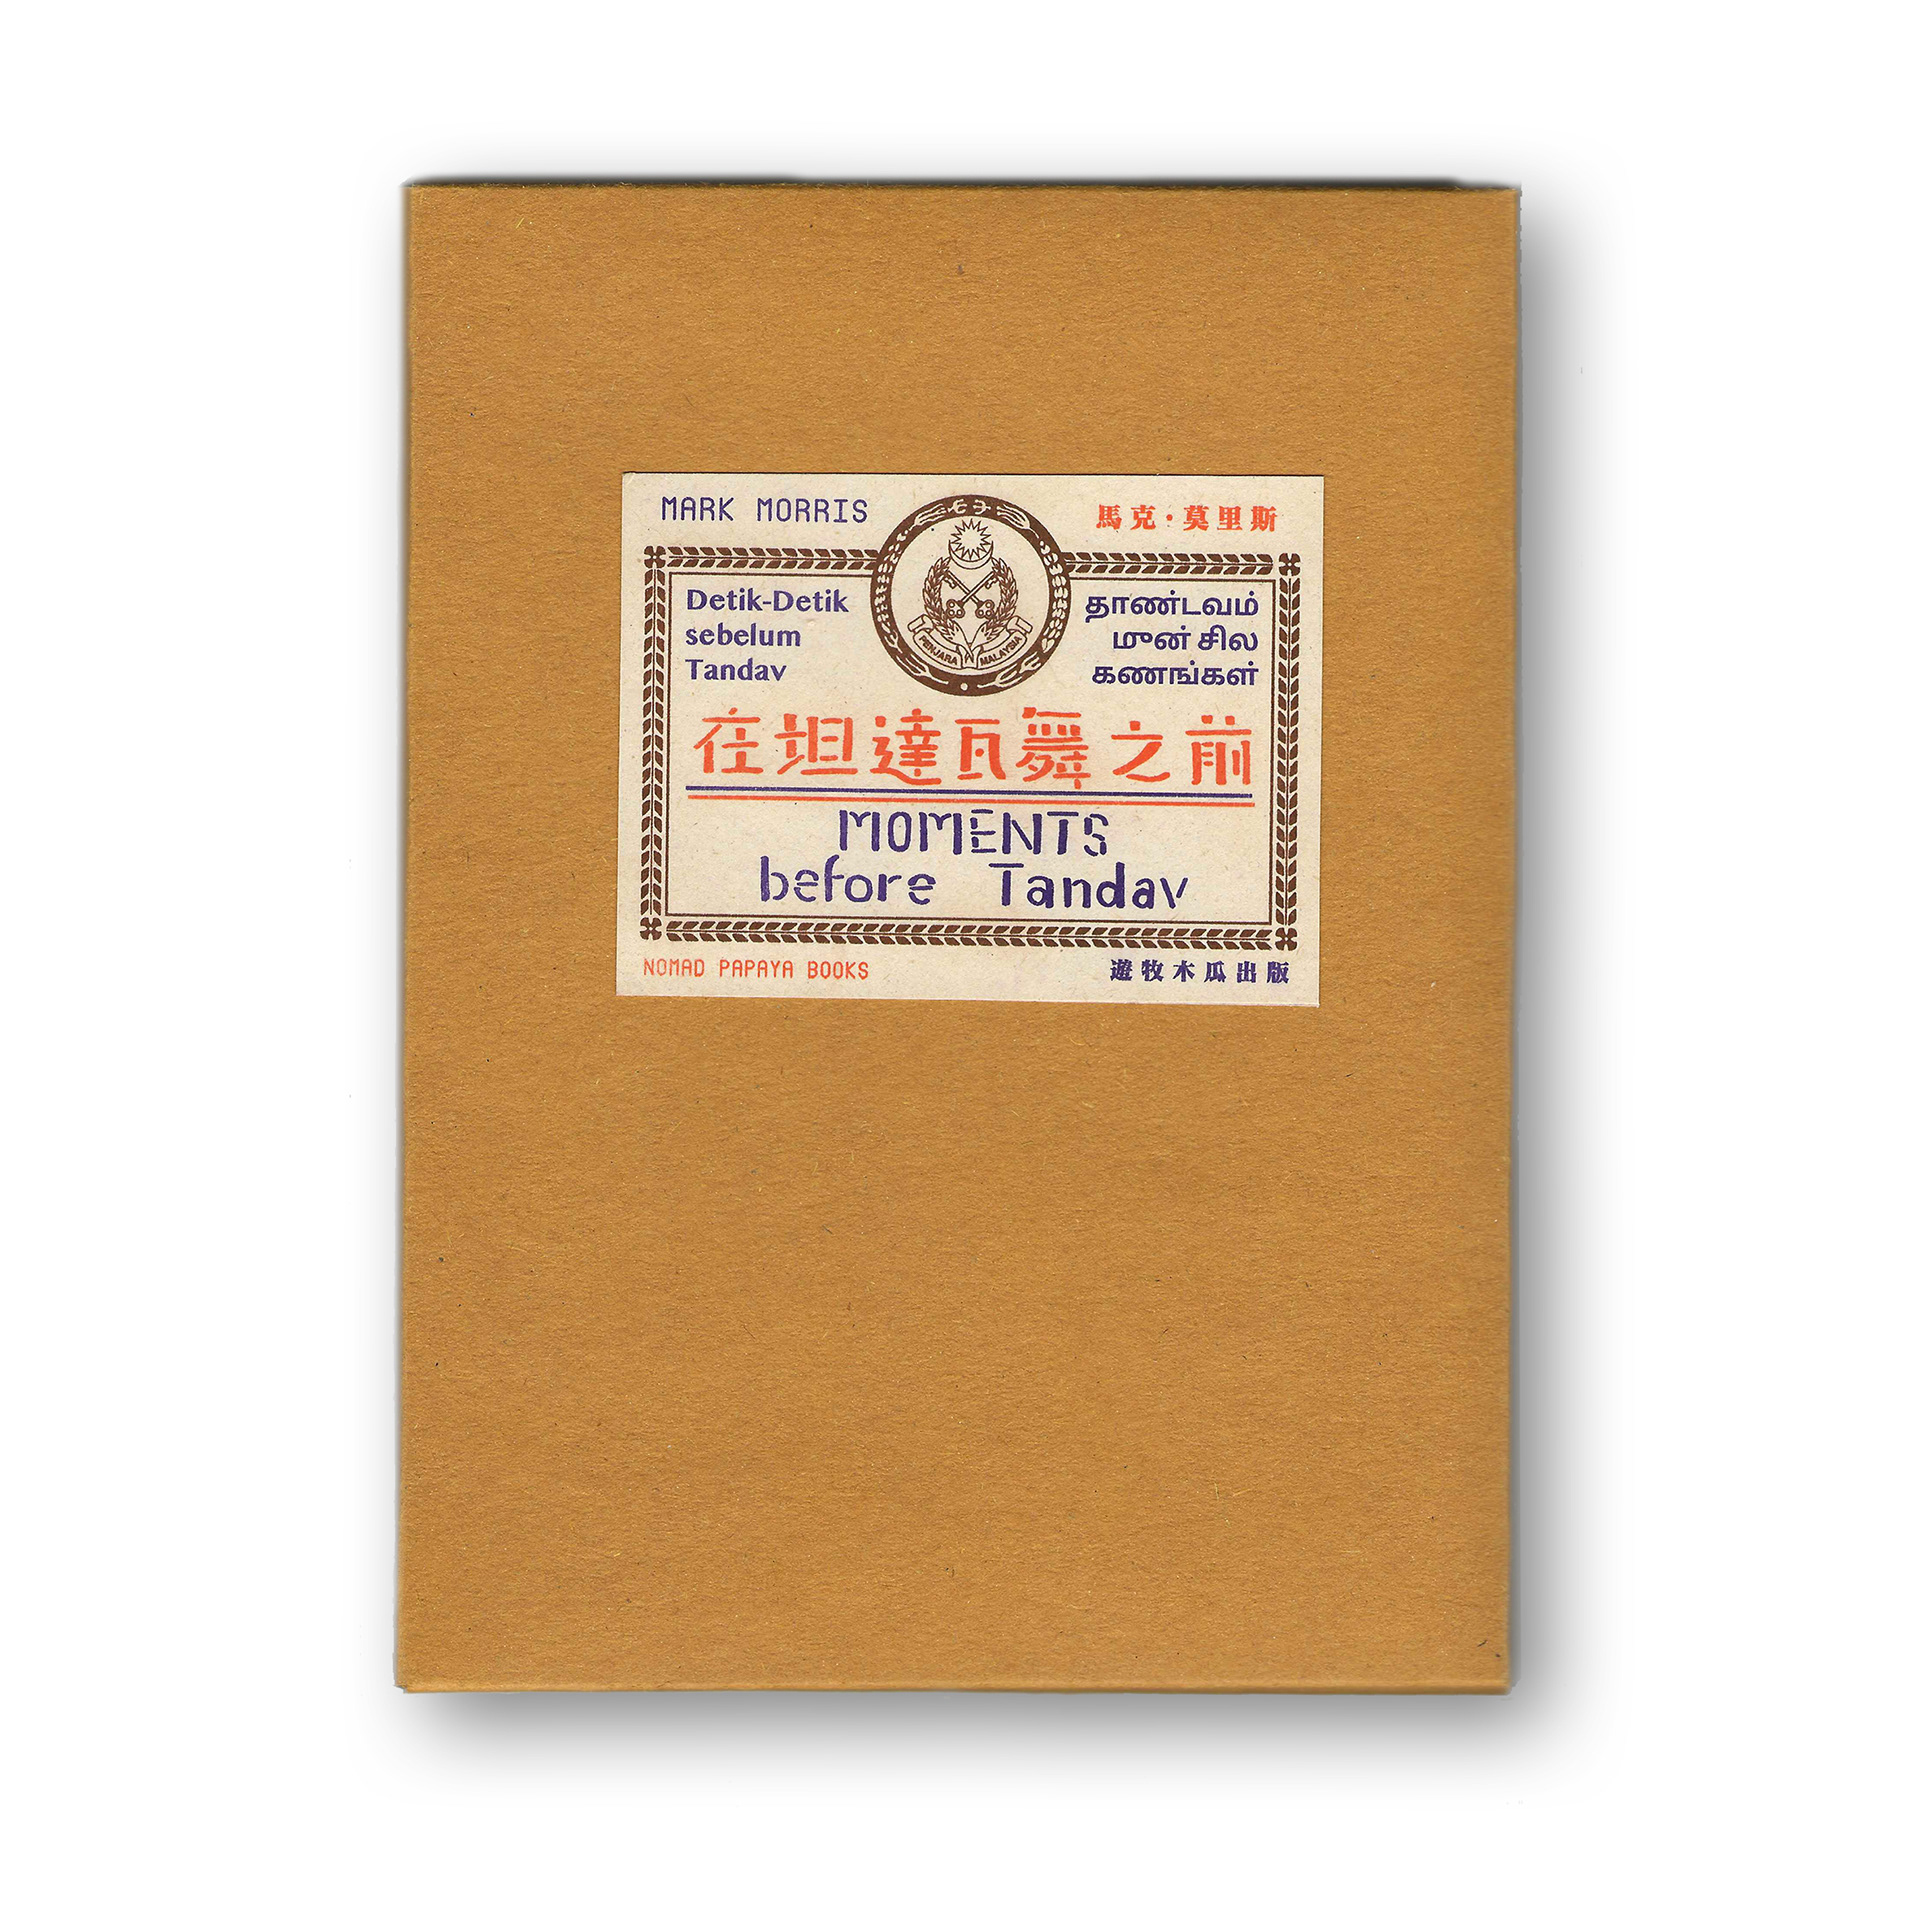 MARK MORRIS
馬克・莫里斯
PENJARA MALAYSIA
Detik-Detik
sebelum
Tandav
தாண்டவம்
முன் சில
கணங்கள்
在坦達瓦舞之前
MOMENTS
before Tandav
NOMAD PAPAYA BOOKS
遊牧木瓜出版